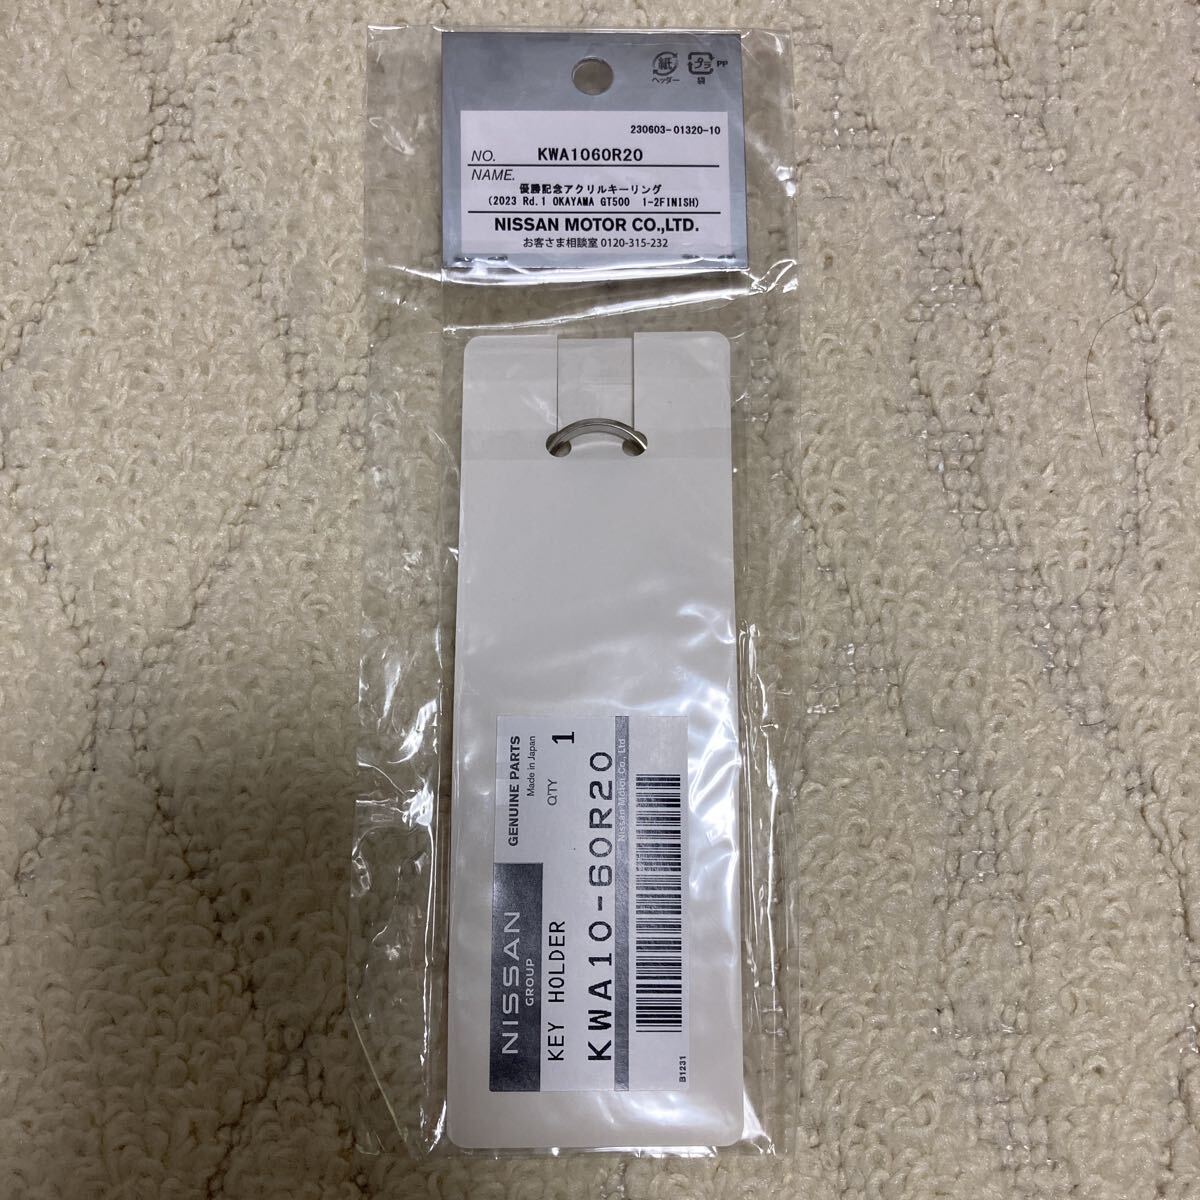 紙
ヘッダー
プラ
袋
PP
230603-01320-10
NO. KWA1060R20
NAME.
優勝記念アクリルキーリング
(2023 Rd.1 OKAYAMA GT500 1-2FINISH)
NISSAN MOTOR CO.,LTD.
お客さま相談室 0120-315-232
NISSAN
GROUP
GENUINE PARTS
Made in Japan
KEY HOLDER
Q'TY 1
KWA10-60R20
Nissan Motor Co., Ltd.
B1231